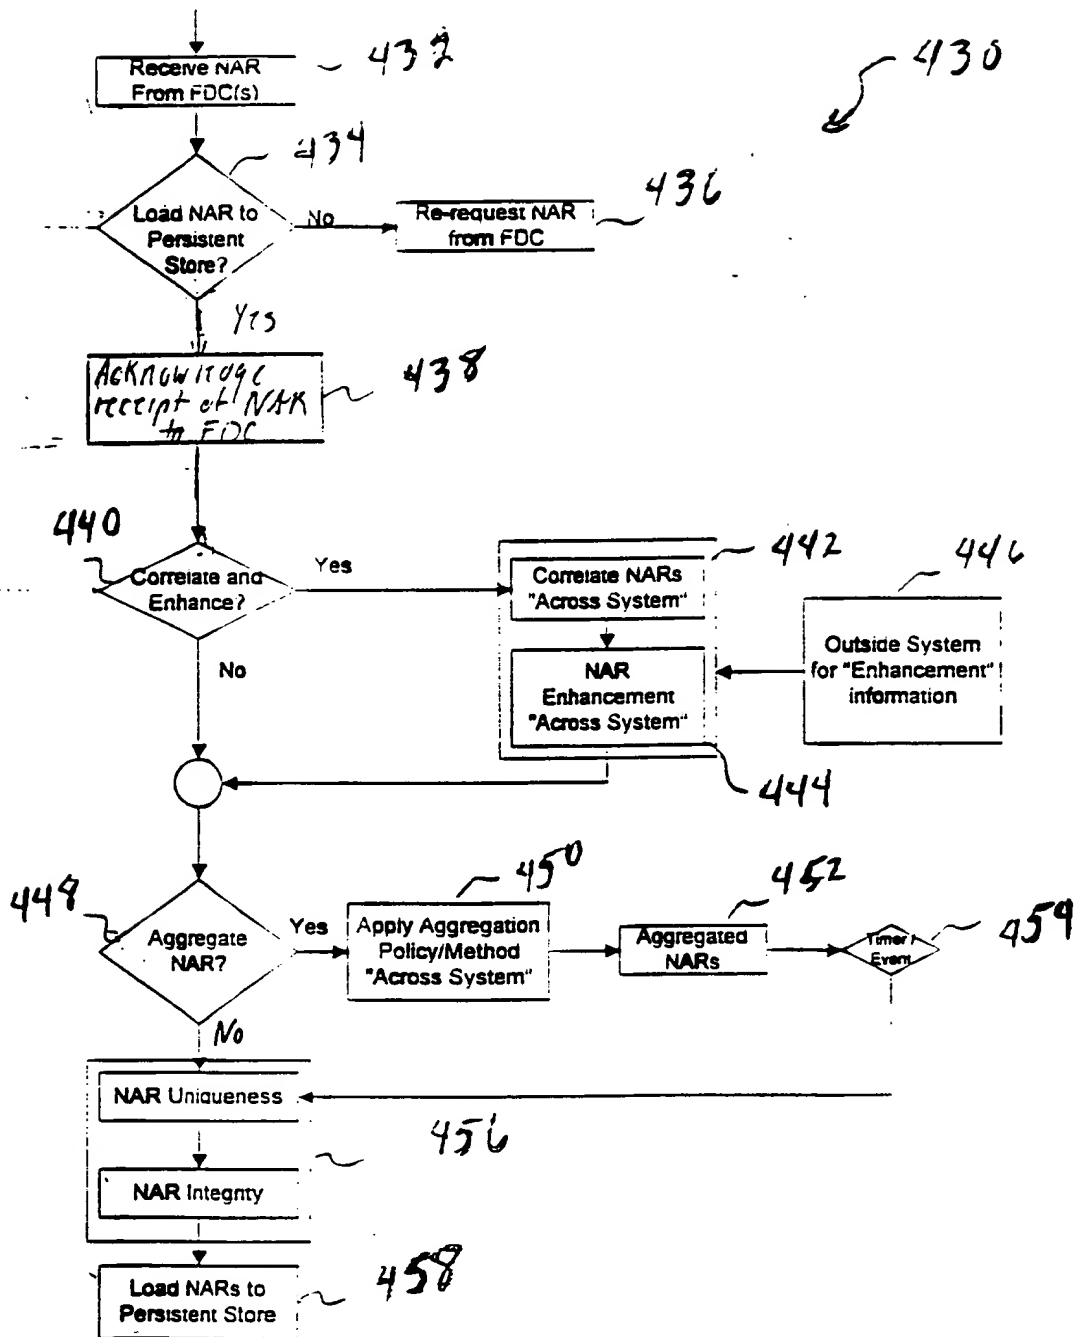 Receive NAR
From FDC(s)
432
430
434
Load NAR to
Persistent
Store?
No
Re-request NAR
from FDC
436
Yes
Acknowledge
receipt of NAR
to FDC
438
440
Correlate and
Enhance?
Yes
No
442
Correlate NARs
"Across System"
446
NAR
Enhancement
"Across System"
Outside System
for "Enhancement"
information
444
448
Aggregate
NAR?
Yes
450
Apply Aggregation
Policy/Method
"Across System"
452
Aggregated
NARs
Timer /
Event
454
No
NAR Uniqueness
456
NAR Integrity
458
Load NARs to
Persistent Store